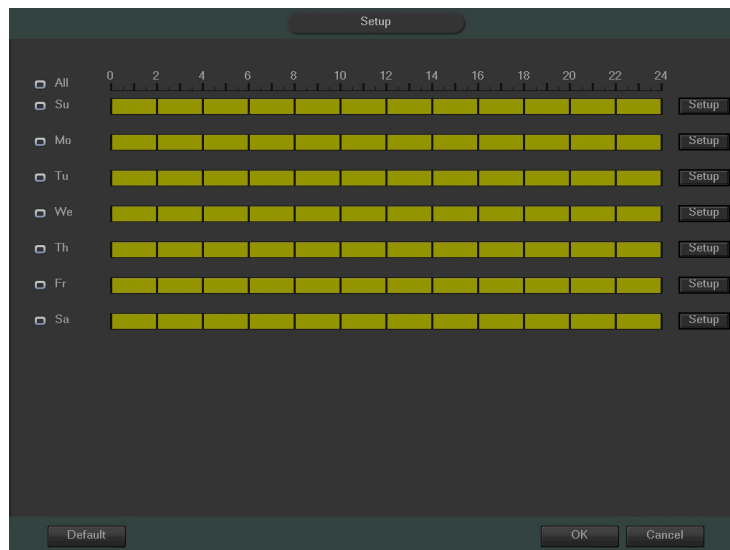 Setup
0 2 4 6 8 10 12 14 16 18 20 22 24
All
Su Setup
Mo Setup
Tu Setup
We Setup
Th Setup
Fr Setup
Sa Setup
Default OK Cancel